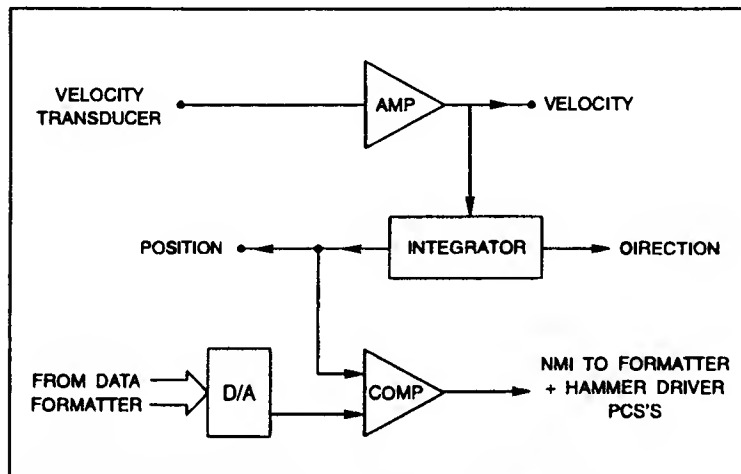 VELOCITY
TRANSDUCER
AMP
VELOCITY
POSITION
INTEGRATOR
OIRECTION
FROM DATA
FORMATTER
D/A
COMP
NMI TO FORMATTER
+ HAMMER DRIVER
PCS'S